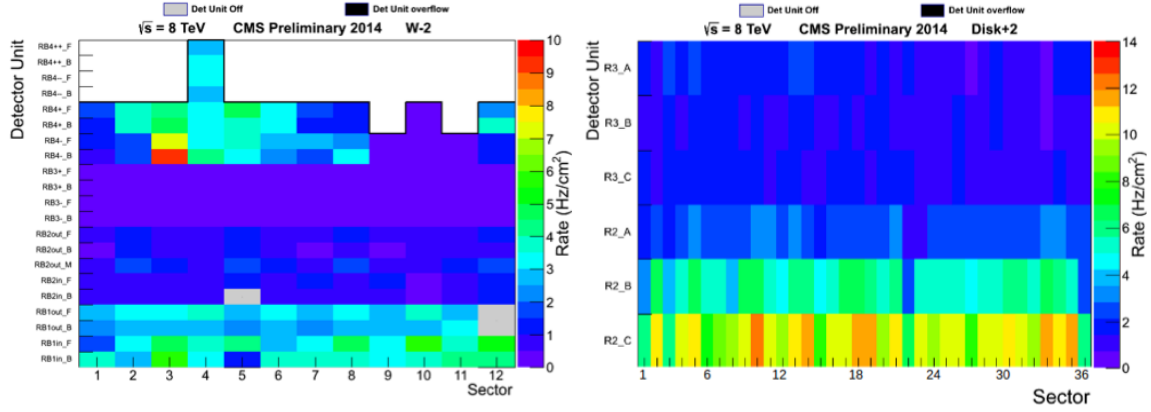 Det Unit Off Det Unit overflow
√s = 8 TeV CMS Preliminary 2014 W-2
Detector Unit
RB4++_F
RB4++_B
RB4--_F
RB4--_B
RB4+_F
RB4+_B
RB4-_F
RB4-_B
RB3+_F
RB3+_B
RB3-_F
RB3-_B
RB2out_F
RB2out_B
RB2out_M
RB2in_F
RB2in_B
RB1out_F
RB1out_B
RB1in_F
RB1in_B
1 2 3 4 5 6 7 8 9 10 11 12
Sector
10
9
8
7
6
5
4
3
2
1
0
Rate (Hz/cm²)
Det Unit Off Det Unit overflow
√s = 8 TeV CMS Preliminary 2014 Disk+2
Detector Unit
R3_A
R3_B
R3_C
R2_A
R2_B
R2_C
1 6 12 18 24 30 36
Sector
14
12
10
8
6
4
2
0
Rate (Hz/cm²)